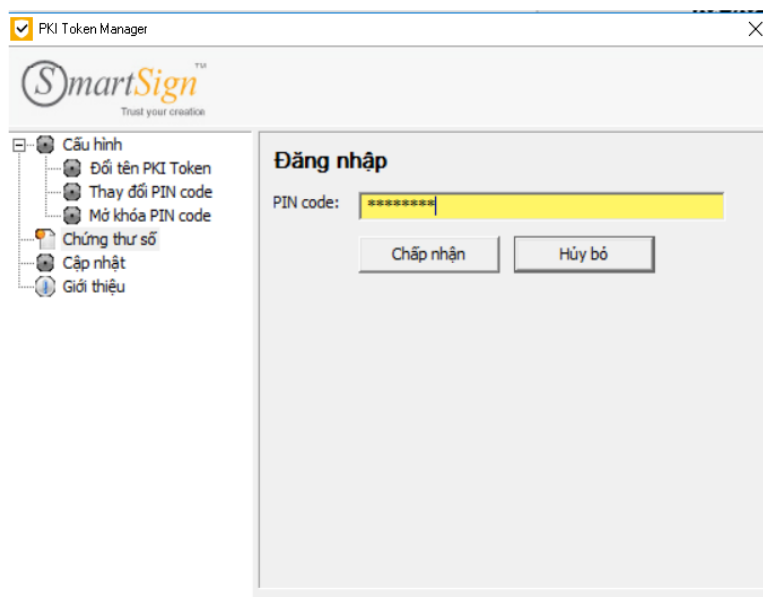 PKI Token Manager
SmartSign™
Trust your creation
Cấu hình
Đổi tên PKI Token
Thay đổi PIN code
Mở khóa PIN code
Chứng thư số
Cập nhật
Giới thiệu
Đăng nhập
PIN code: ********
Chấp nhận
Hủy bỏ